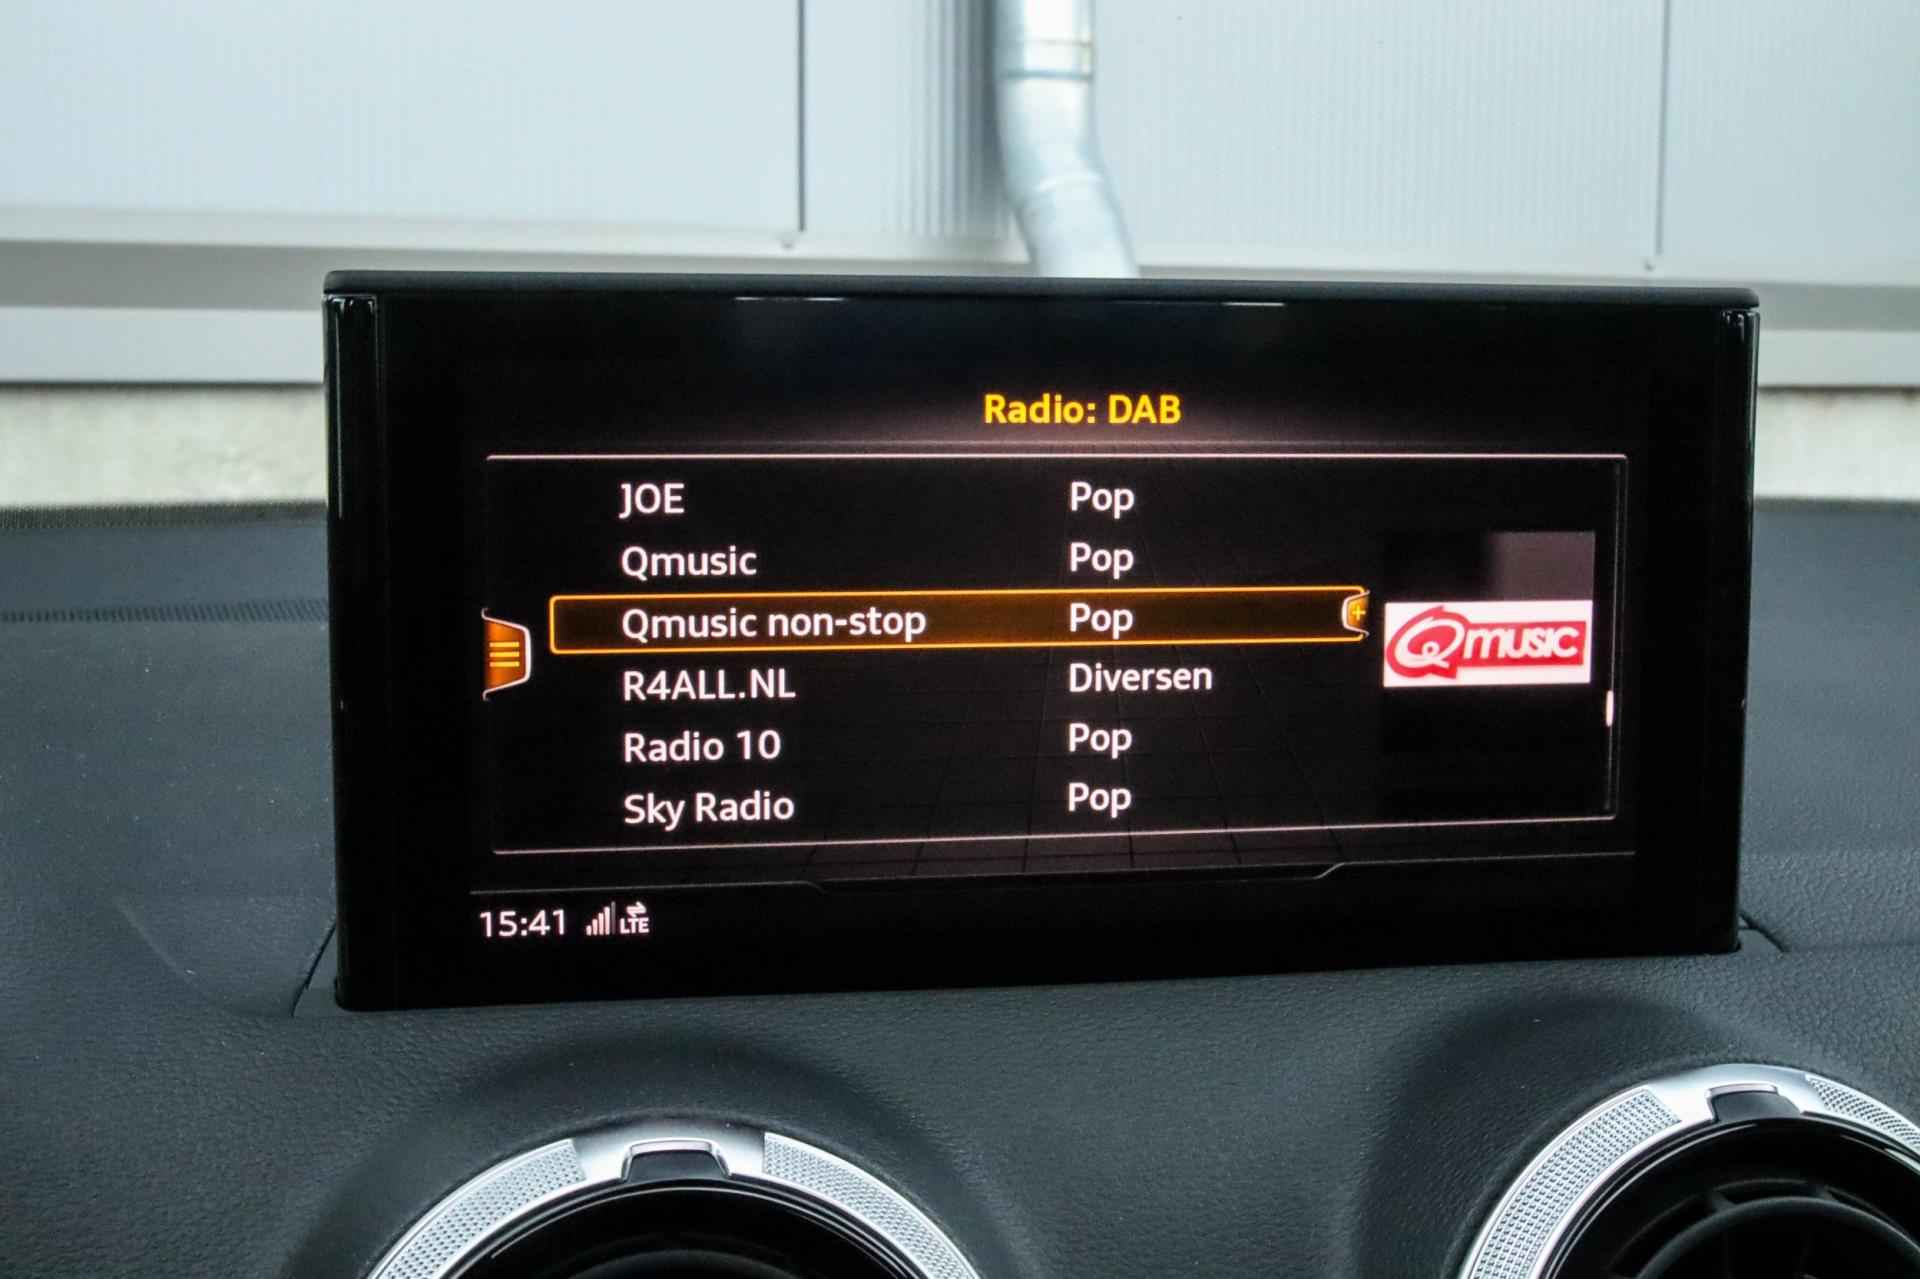 Radio: DAB
JOE Pop
Qmusic Pop
Qmusic non-stop Pop
Qmusic
R4ALL.NL Diversen
Radio 10 Pop
Sky Radio Pop
15:41 LTE